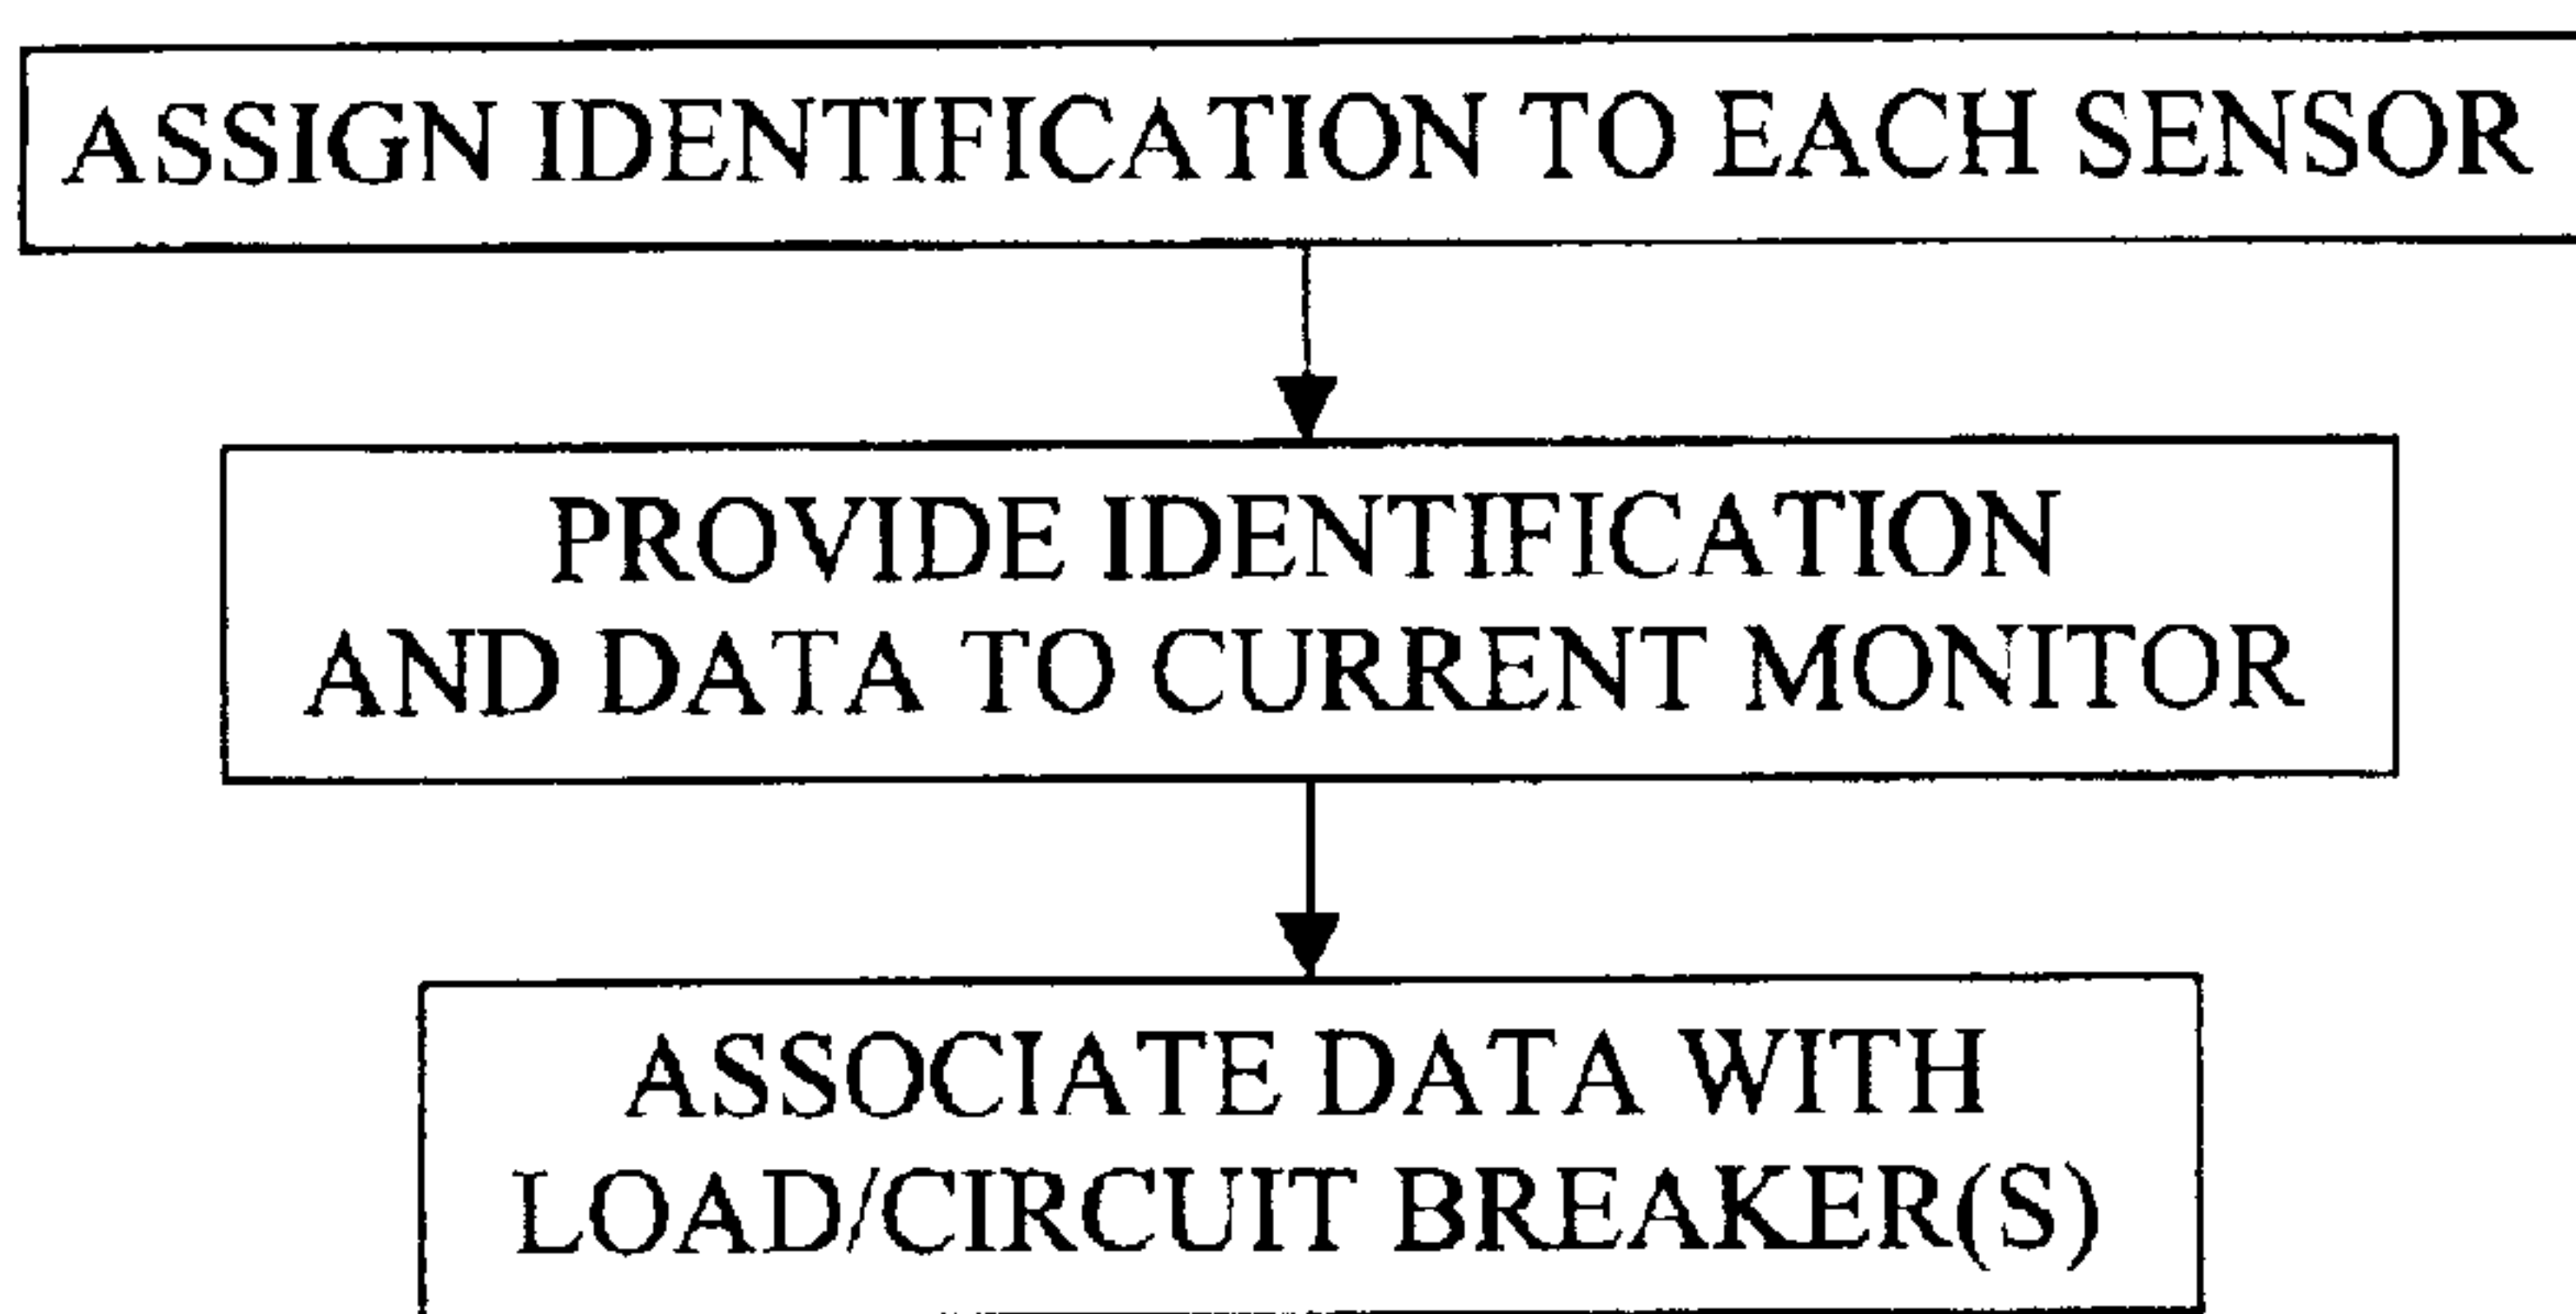 ASSIGN IDENTIFICATION TO EACH SENSOR
PROVIDE IDENTIFICATION
AND DATA TO CURRENT MONITOR
ASSOCIATE DATA WITH
LOAD/CIRCUIT BREAKER(S)